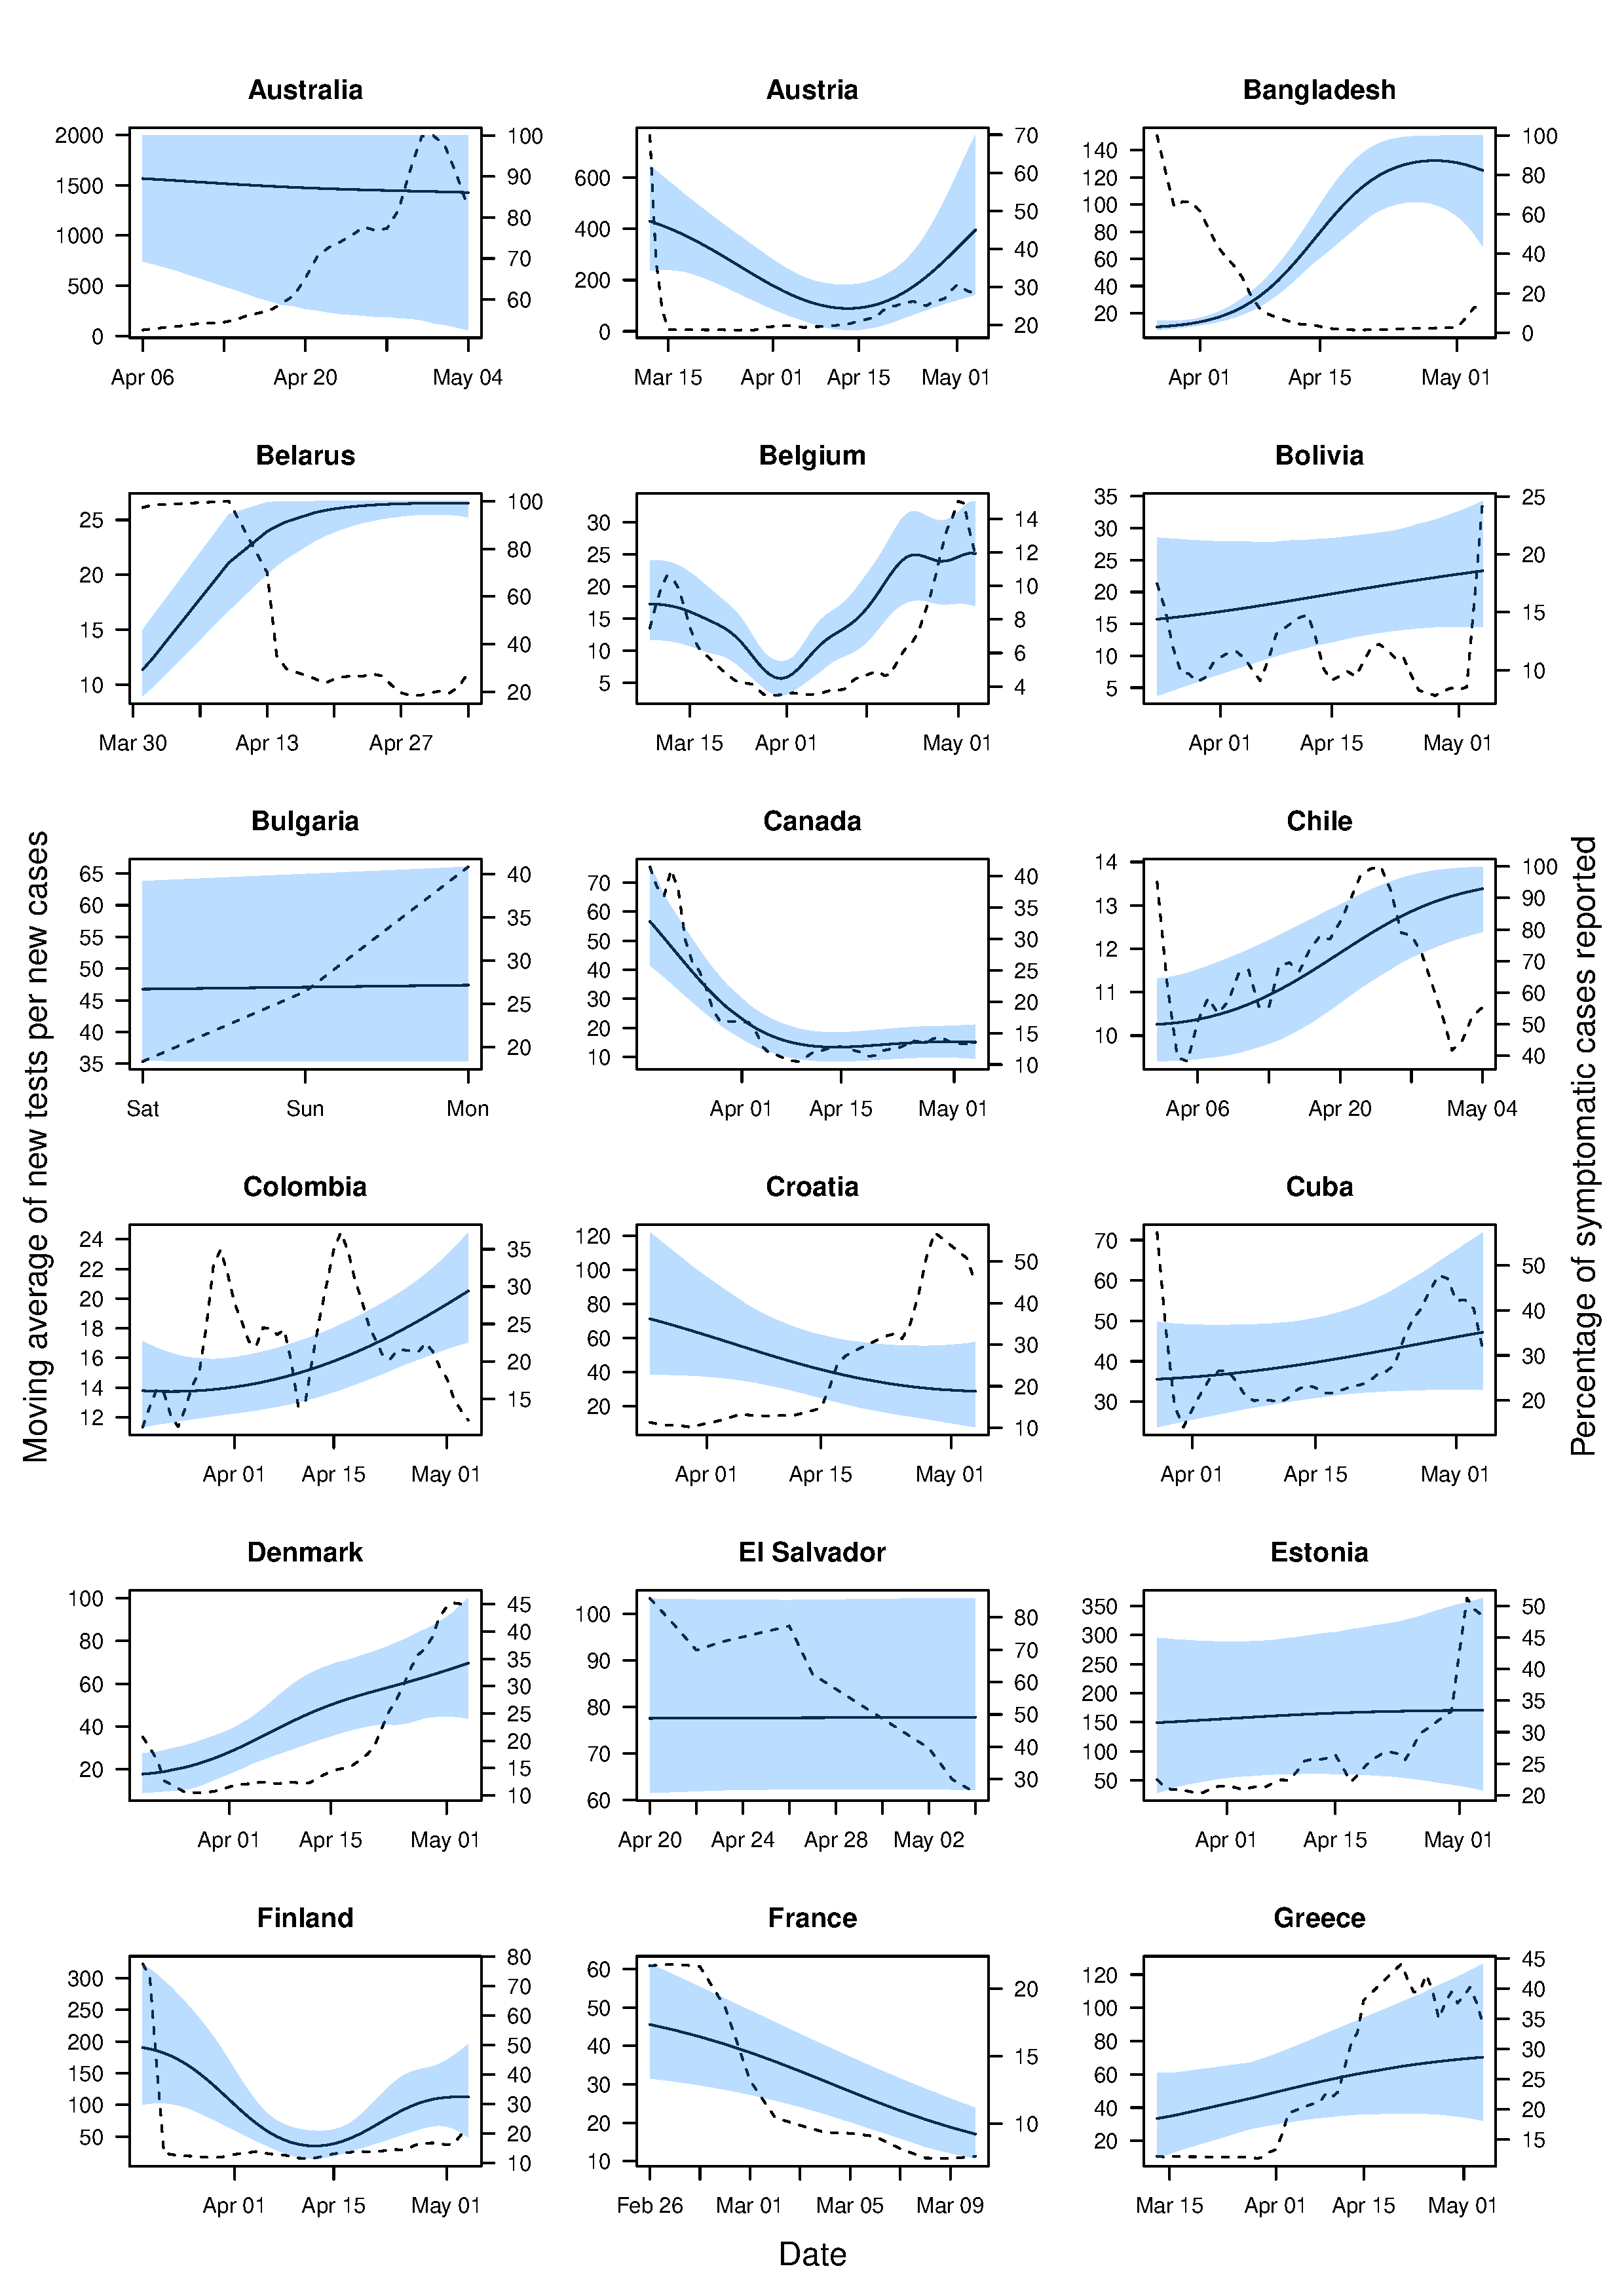 Australia
2000
1500
1000
500
0
100
90
80
70
60
Apr 06
Apr 20
May 04
Austria
600
400
200
0
70
60
50
40
30
20
Mar 15
Apr 01
Apr 15
May 01
Bangladesh
140
120
100
80
60
40
20
100
80
60
40
20
0
Apr 01
Apr 15
May 01
Belarus
25
20
15
10
100
80
60
40
20
Mar 30
Apr 13
Apr 27
Belgium
30
25
20
15
10
5
14
12
10
8
6
4
Mar 15
Apr 01
May 01
Bolivia
35
30
25
20
15
10
5
25
20
15
10
Apr 01
Apr 15
May 01
Moving average of new tests per new cases
Bulgaria
65
60
55
50
45
40
35
40
35
30
25
20
Sat
Sun
Mon
Canada
70
60
50
40
30
20
10
40
35
30
25
20
15
10
Apr 01
Apr 15
May 01
Chile
14
13
12
11
10
100
90
80
70
60
50
40
Apr 06
Apr 20
May 04
Percentage of symptomatic cases reported
Colombia
24
22
20
18
16
14
12
35
30
25
20
15
Apr 01
Apr 15
May 01
Croatia
120
100
80
60
40
20
50
40
30
20
10
Apr 01
Apr 15
May 01
Cuba
70
60
50
40
30
50
40
30
20
Apr 01
Apr 15
May 01
Denmark
100
80
60
40
20
45
40
35
30
25
20
15
10
Apr 01
Apr 15
May 01
El Salvador
100
90
80
70
60
80
70
60
50
40
30
Apr 20
Apr 24
Apr 28
May 02
Estonia
350
300
250
200
150
100
50
50
45
40
35
30
25
20
Apr 01
Apr 15
May 01
Finland
300
250
200
150
100
50
80
70
60
50
40
30
20
10
Apr 01
Apr 15
May 01
France
60
50
40
30
20
10
20
15
10
Feb 26
Mar 01
Mar 05
Mar 09
Greece
120
100
80
60
40
20
45
40
35
30
25
20
15
Mar 15
Apr 01
Apr 15
May 01
Date